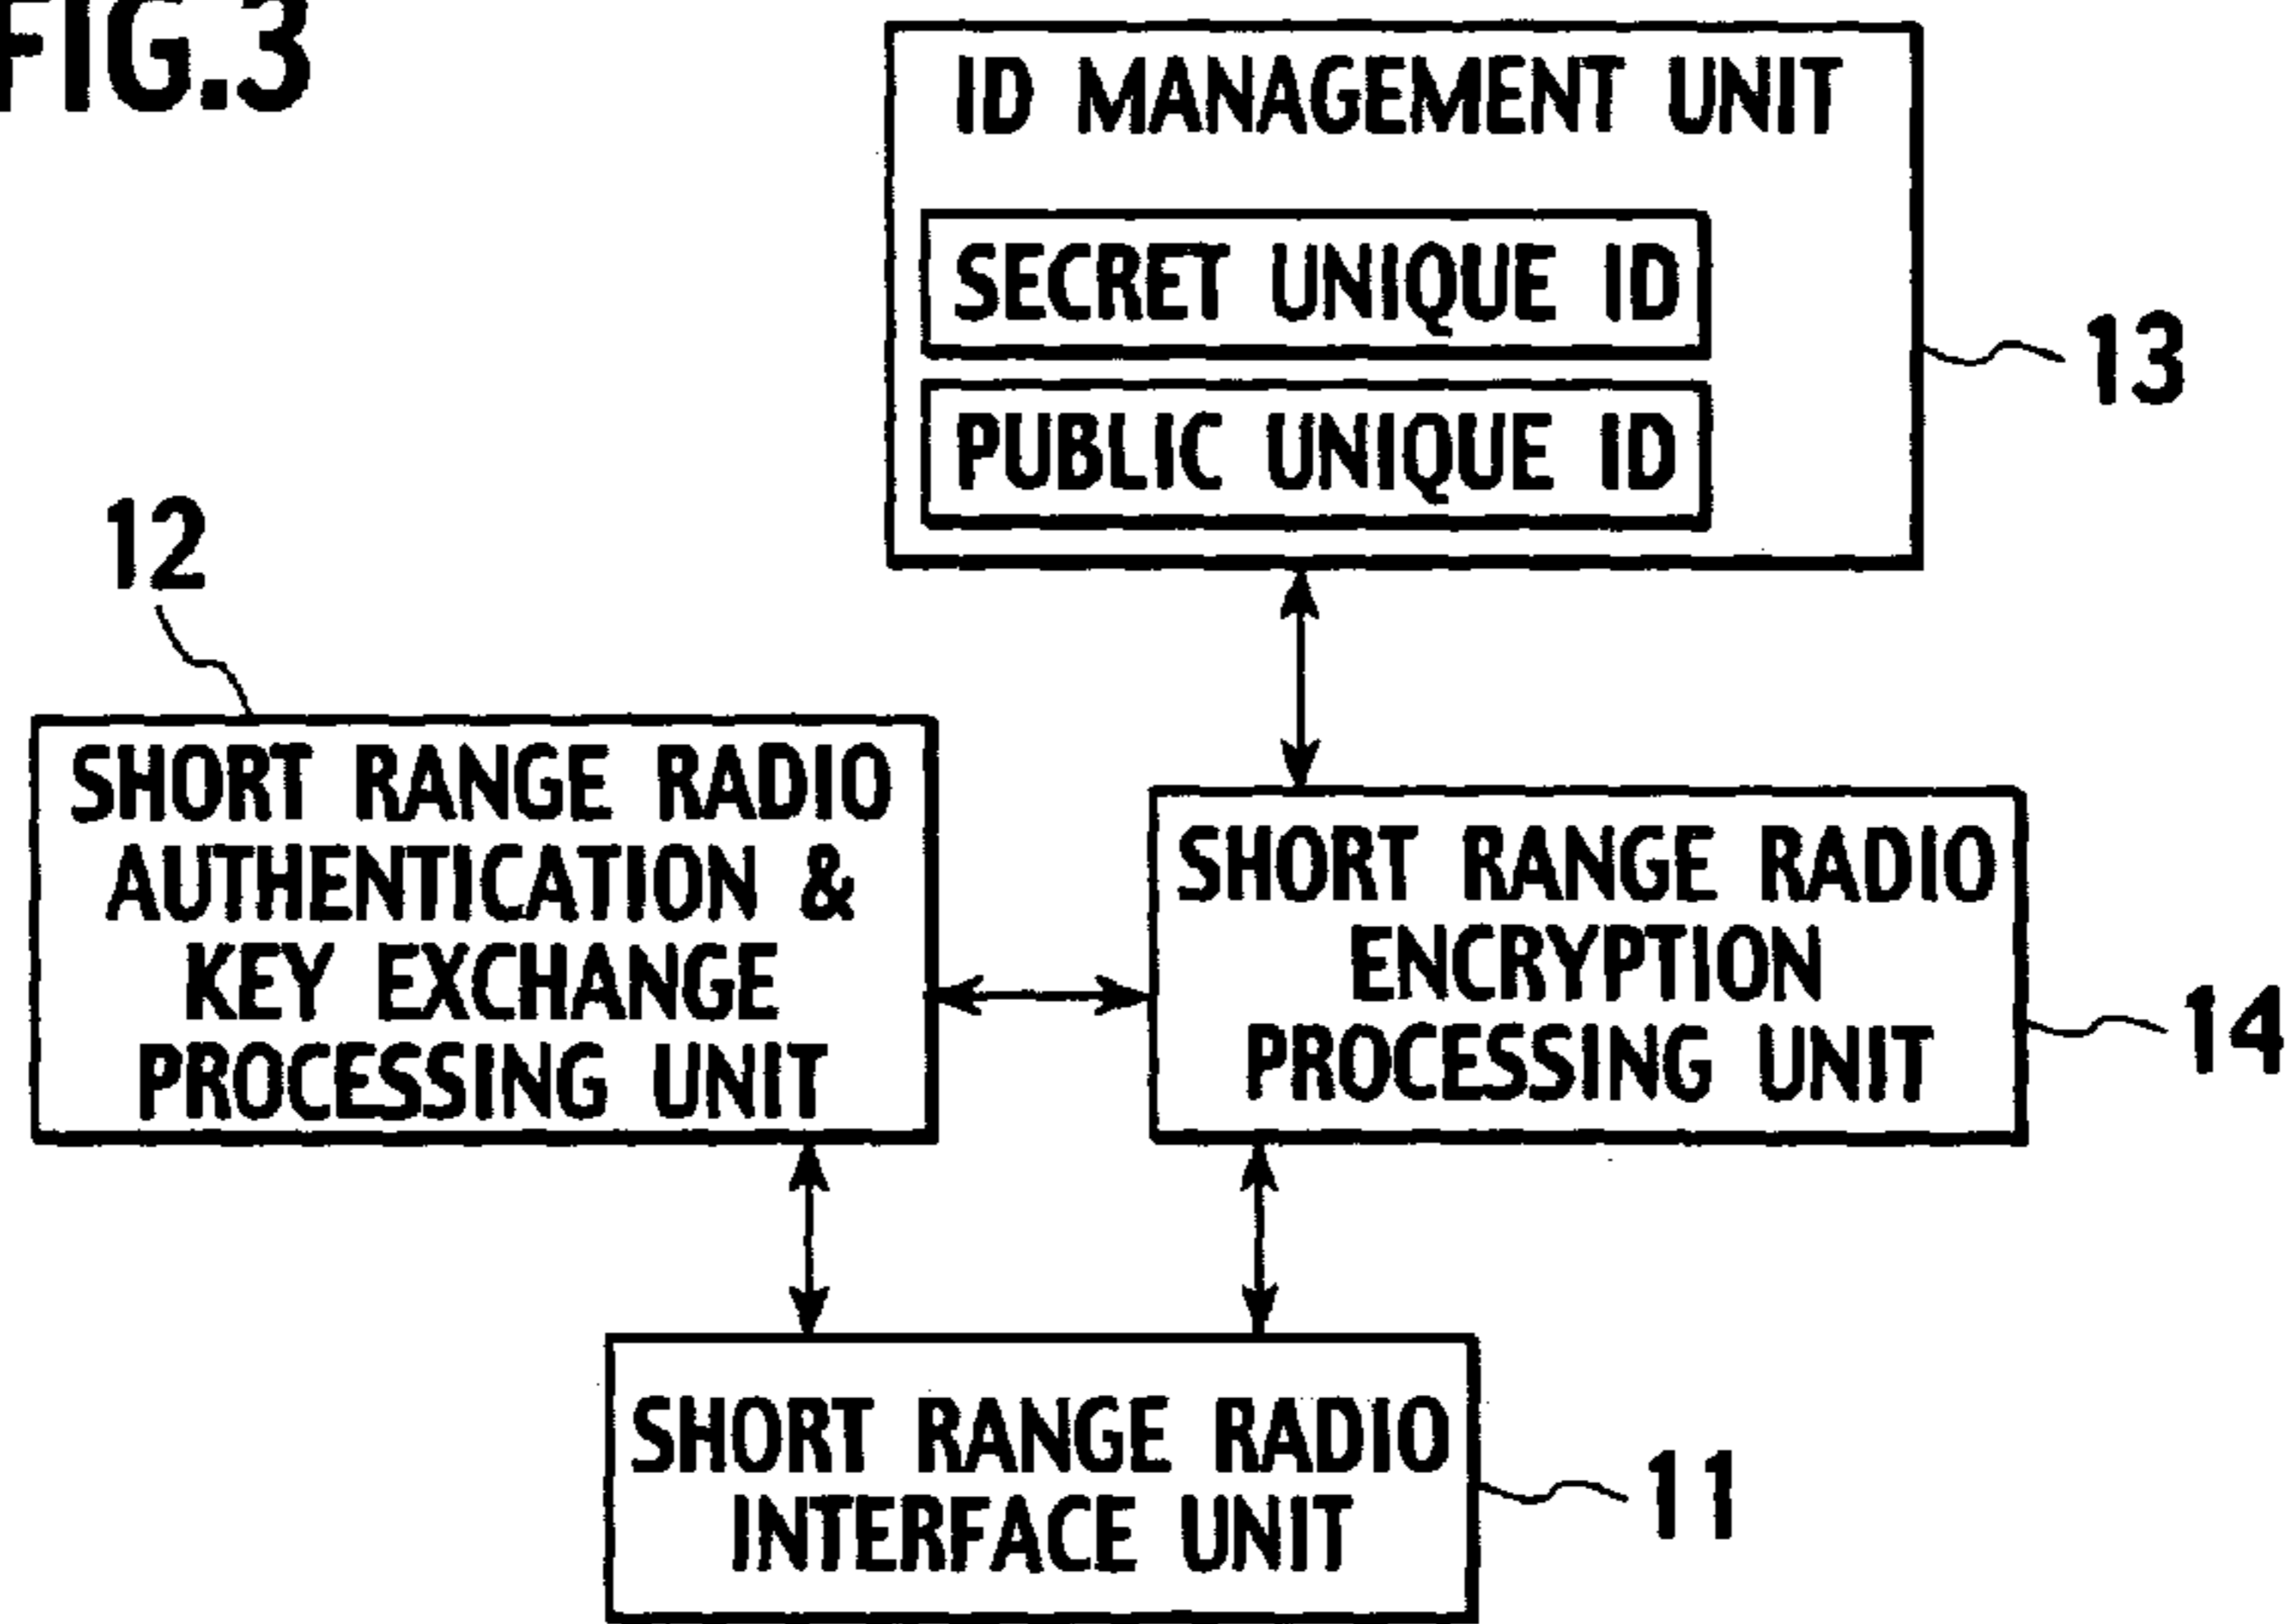 FIG.3
ID MANAGEMENT UNIT
SECRET UNIQUE ID
PUBLIC UNIQUE ID
13
12
SHORT RANGE RADIO
AUTHENTICATION &
KEY EXCHANGE
PROCESSING UNIT
SHORT RANGE RADIO
ENCRYPTION
PROCESSING UNIT
14
SHORT RANGE RADIO
INTERFACE UNIT
11